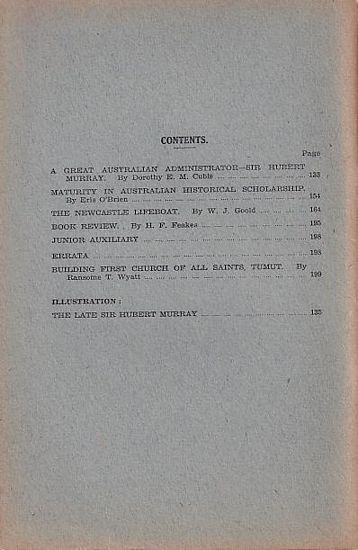 CONTENTS.
Page
A GREAT AUSTRALIAN ADMINISTRATOR—SIR HUBERT
MURRAY. By Dorothy E. M. Cubis ... 133
MATURITY IN AUSTRALIAN HISTORICAL SCHOLARSHIP.
By Eris O'Brien ... 154
THE NEWCASTLE LIFEBOAT. By W. J. Goold ... 164
BOOK REVIEW. By H. F. Feakes ... 195
JUNIOR AUXILIARY ... 198
ERRATA ... 198
BUILDING FIRST CHURCH OF ALL SAINTS, TUMUT. By
Ransome T. Wyatt ... 199
ILLUSTRATION :
THE LATE SIR HUBERT MURRAY ... 135